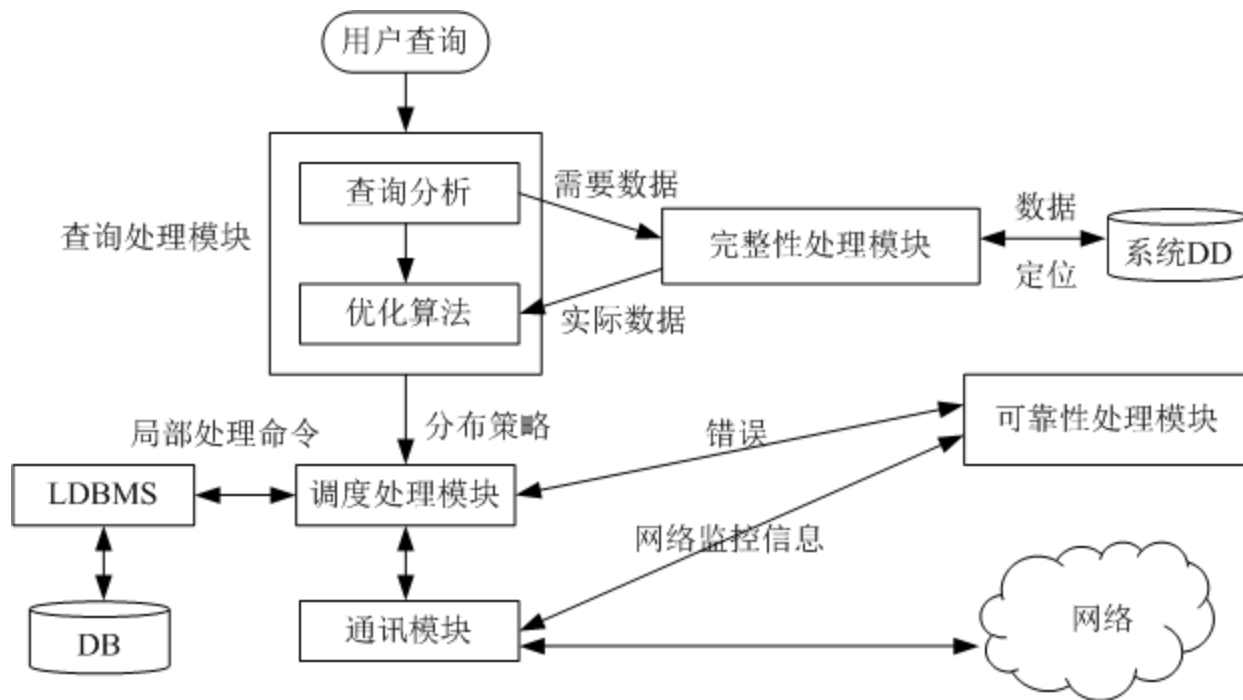 用户查询
查询分析
需要数据
数据
查询处理模块
完整性处理模块
系统DD
定位
优化算法
实际数据
分布策略
错误
可靠性处理模块
局部处理命令
LDBMS
调度处理模块
网络监控信息
通讯模块
网络
DB